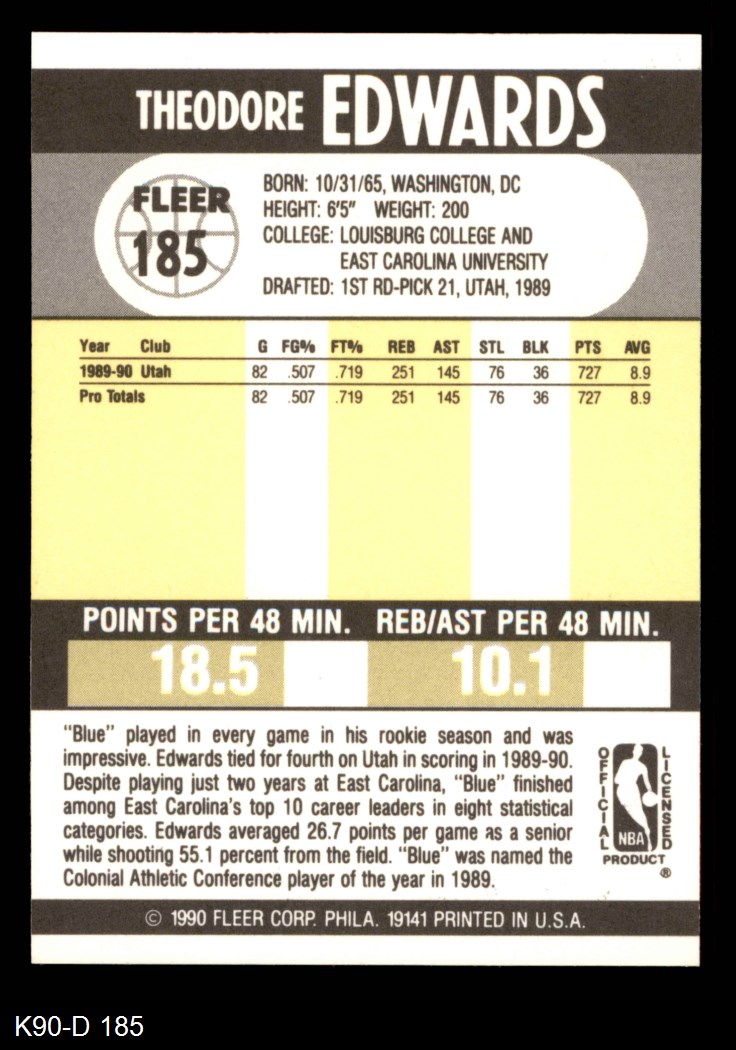 THEODORE EDWARDS
FLEER
185
BORN: 10/31/65, WASHINGTON, DC
HEIGHT: 6'5" WEIGHT: 200
COLLEGE: LOUISBURG COLLEGE AND
EAST CAROLINA UNIVERSITY
DRAFTED: 1ST RD-PICK 21, UTAH, 1989
Year Club G FG% FT% REB AST STL BLK PTS AVG
1989-90 Utah 82 .507 .719 251 145 76 36 727 8.9
Pro Totals 82 .507 .719 251 145 76 36 727 8.9
POINTS PER 48 MIN. REB/AST PER 48 MIN.
18.5 10.1
"Blue" played in every game in his rookie season and was
impressive. Edwards tied for fourth on Utah in scoring in 1989-90.
Despite playing just two years at East Carolina, "Blue" finished
among East Carolina's top 10 career leaders in eight statistical
categories. Edwards averaged 26.7 points per game as a senior
while shooting 55.1 percent from the field. "Blue" was named the
Colonial Athletic Conference player of the year in 1989.
OFFICIAL
NBA
LICENSED
PRODUCT
®
© 1990 FLEER CORP. PHILA. 19141 PRINTED IN U.S.A.
K90-D 185